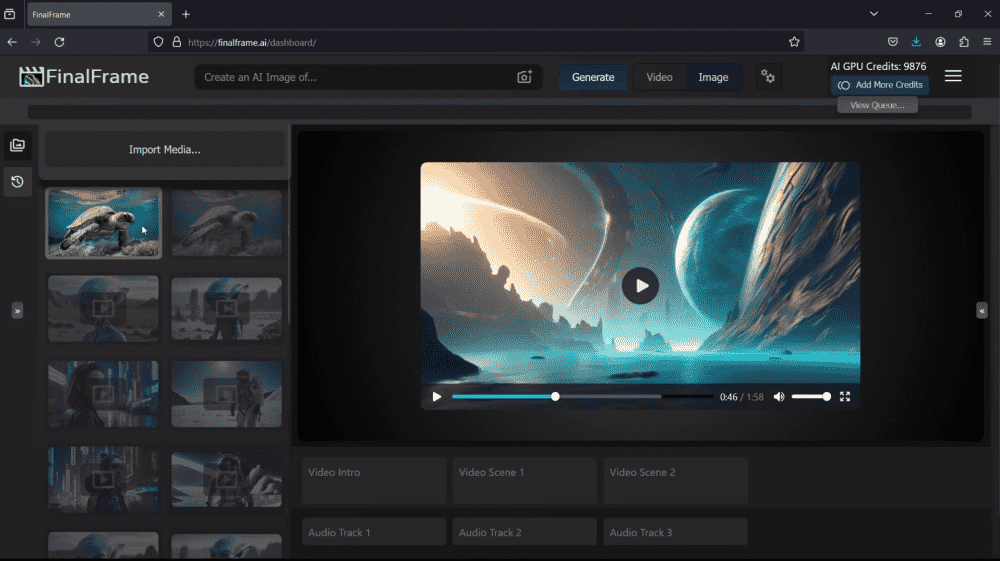 FinalFrame
https://finalframe.ai/dashboard/
FinalFrame
Create an AI Image of...
Generate
Video
Image
AI GPU Credits: 9876
Add More Credits
View Queue...
Import Media...
0:46 / 1:58
Video Intro
Video Scene 1
Video Scene 2
Audio Track 1
Audio Track 2
Audio Track 3